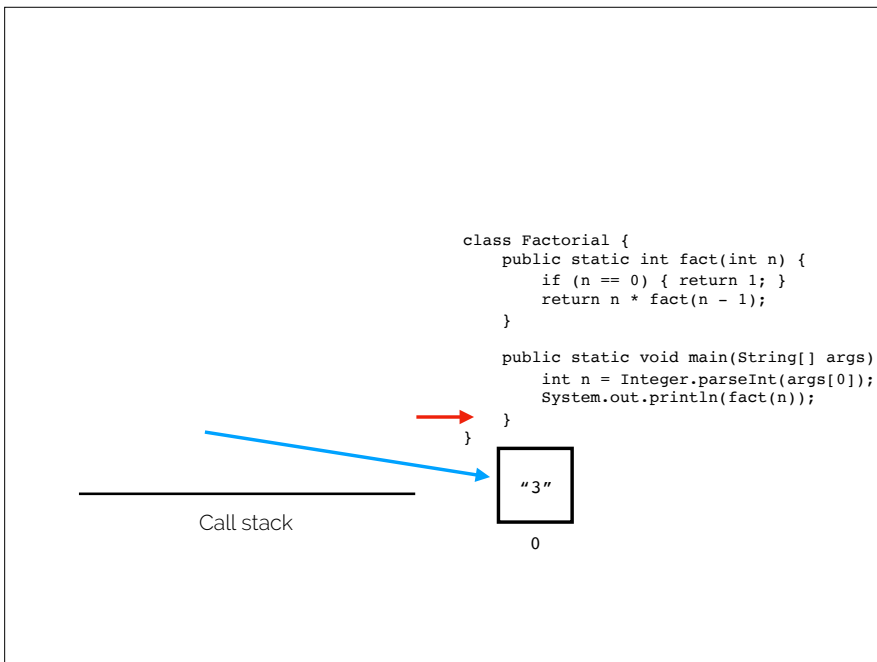 class Factorial {
    public static int fact(int n) {
        if (n == 0) { return 1; }
        return n * fact(n - 1);
    }

    public static void main(String[] args)
        int n = Integer.parseInt(args[0]);
        System.out.println(fact(n));
    }
}
“3”
Call stack
0